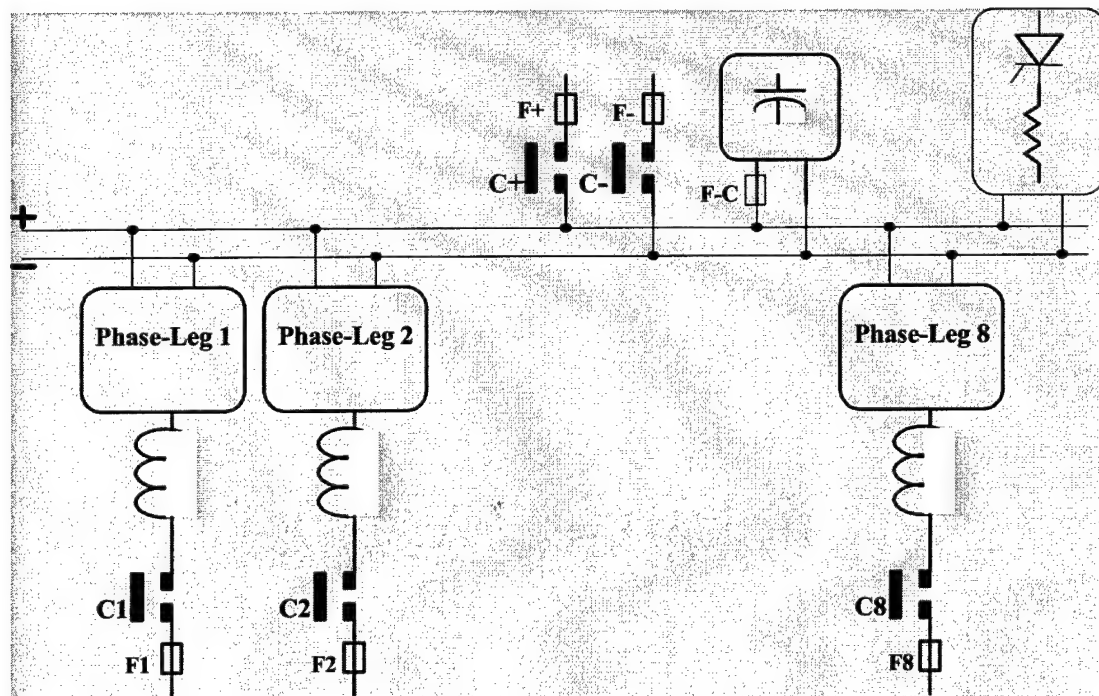 F+
F-
C+
C-
F-C
+
−
Phase-Leg 1
Phase-Leg 2
Phase-Leg 8
C1
C2
C8
F1
F2
F8